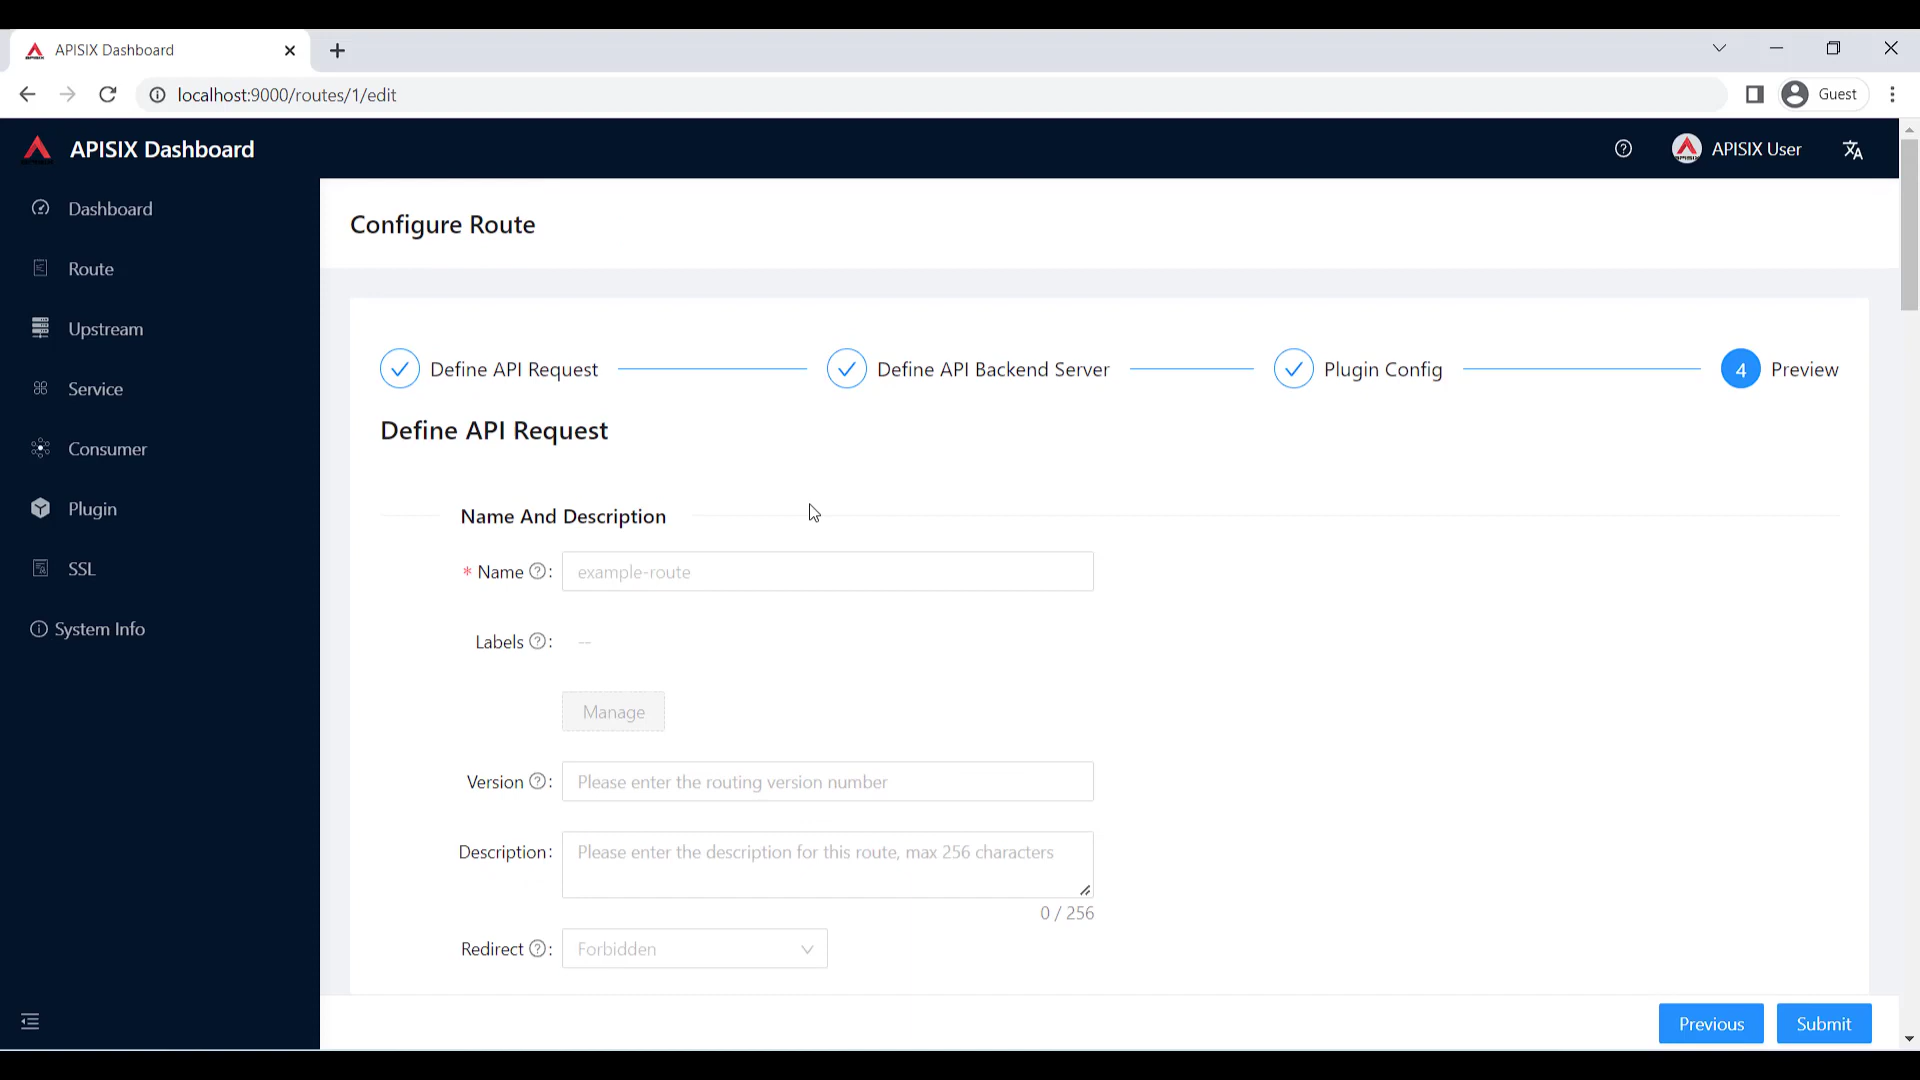 APISIX Dashboard
localhost:9000/routes/1/edit
Guest
APISIX Dashboard
APISIX User
Dashboard
Route
Upstream
Service
Consumer
Plugin
SSL
System Info
Configure Route
Define API Request
Define API Backend Server
Plugin Config
4 Preview
Define API Request
Name And Description
* Name ?: example-route
Labels ?: --
Manage
Version ?: Please enter the routing version number
Description: Please enter the description for this route, max 256 characters
0 / 256
Redirect ?: Forbidden
Previous Submit